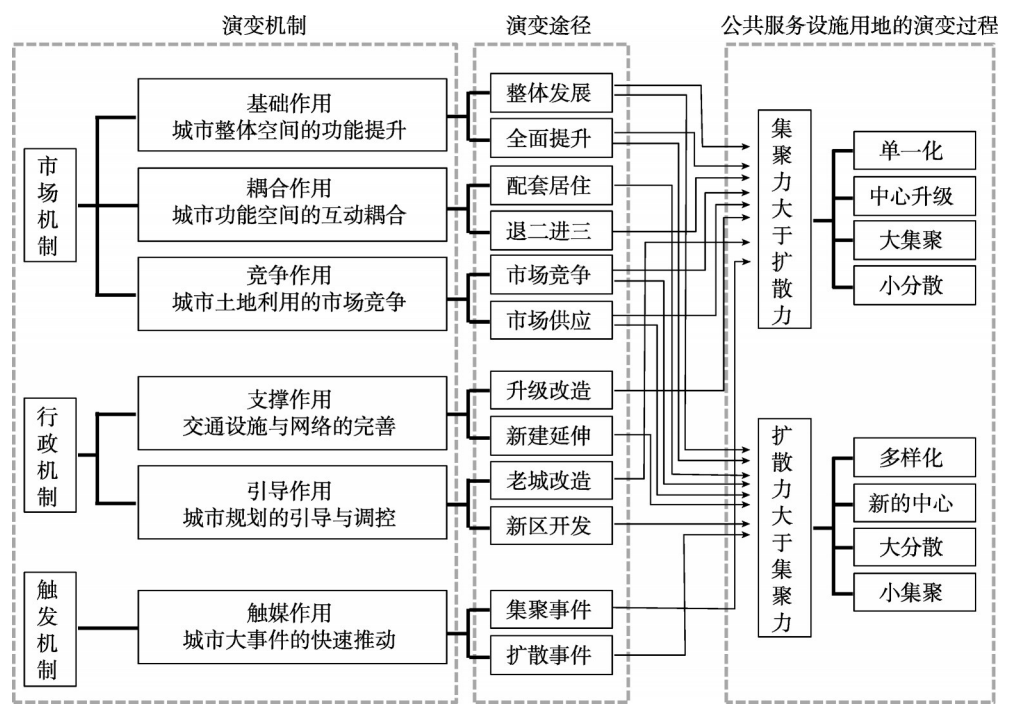 演变机制
演变途径
公共服务设施用地的演变过程
市场机制
基础作用
城市整体空间的功能提升
耦合作用
城市功能空间的互动耦合
竞争作用
城市土地利用的市场竞争
行政机制
支撑作用
交通设施与网络的完善
引导作用
城市规划的引导与调控
触发机制
触媒作用
城市大事件的快速推动
整体发展
全面提升
配套居住
退二进三
市场竞争
市场供应
升级改造
新建延伸
老城改造
新区开发
集聚事件
扩散事件
集聚力大于扩散力
单一化
中心升级
大集聚
小分散
扩散力大于集聚力
多样化
新的中心
大分散
小集聚